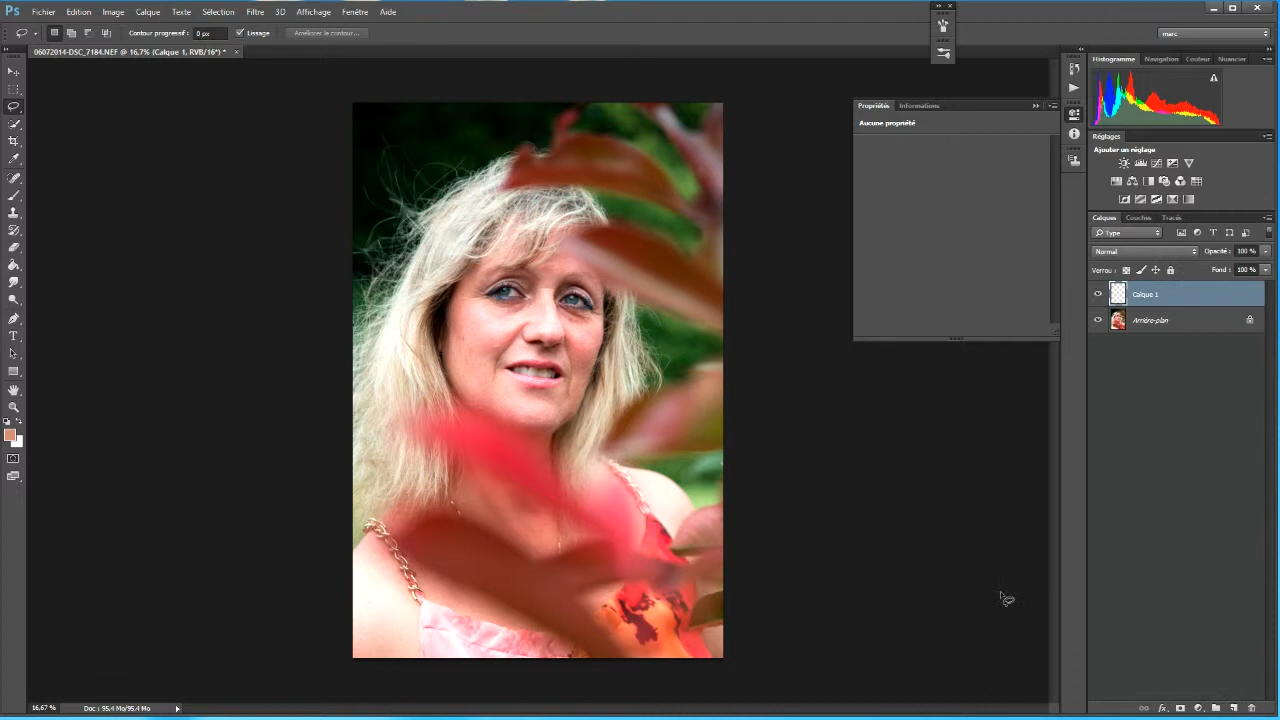 Ps Fichier Edition Image Calque Texte Sélection Filtre 3D Affichage Fenêtre Aide
Contour progressif : 0 px Lissage Améliorer le contour... marc
06072014-DSC_7184.NEF @ 16,7% (Calque 1, RVB/16*) * ×
Histogramme Navigation Couleur Nuancier
Propriétés Informations
Aucune propriété
Réglages
Ajouter un réglage
Calques Couches Tracés
Type
Normal Opacité : 100 %
Verrou : Fond : 100 %
Calque 1
Arrière-plan
16,67 % Doc : 95,4 Mo/95,4 Mo